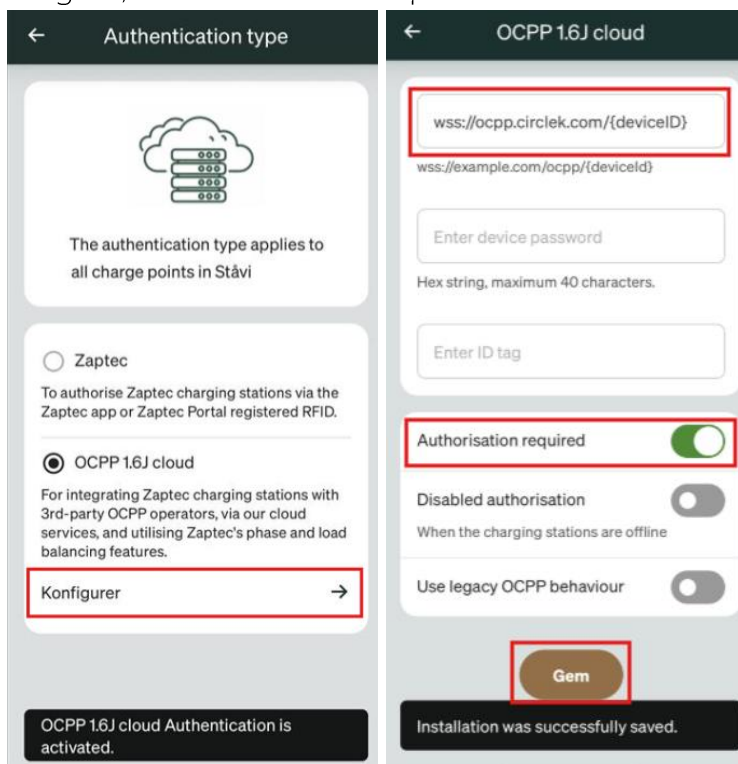 Authentication type
The authentication type applies to
all charge points in Ståvi
Zaptec
To authorise Zaptec charging stations via the
Zaptec app or Zaptec Portal registered RFID.
OCPP 1.6J cloud
For integrating Zaptec charging stations with
3rd-party OCPP operators, via our cloud
services, and utilising Zaptec's phase and load
balancing features.
Konfigurer
OCPP 1.6J cloud Authentication is
activated.
OCPP 1.6J cloud
wss://ocpp.circlek.com/{deviceID}
wss://example.com/ocpp/{deviceId}
Enter device password
Hex string, maximum 40 characters.
Enter ID tag
Authorisation required
Disabled authorisation
When the charging stations are offline
Use legacy OCPP behaviour
Gem
Installation was successfully saved.